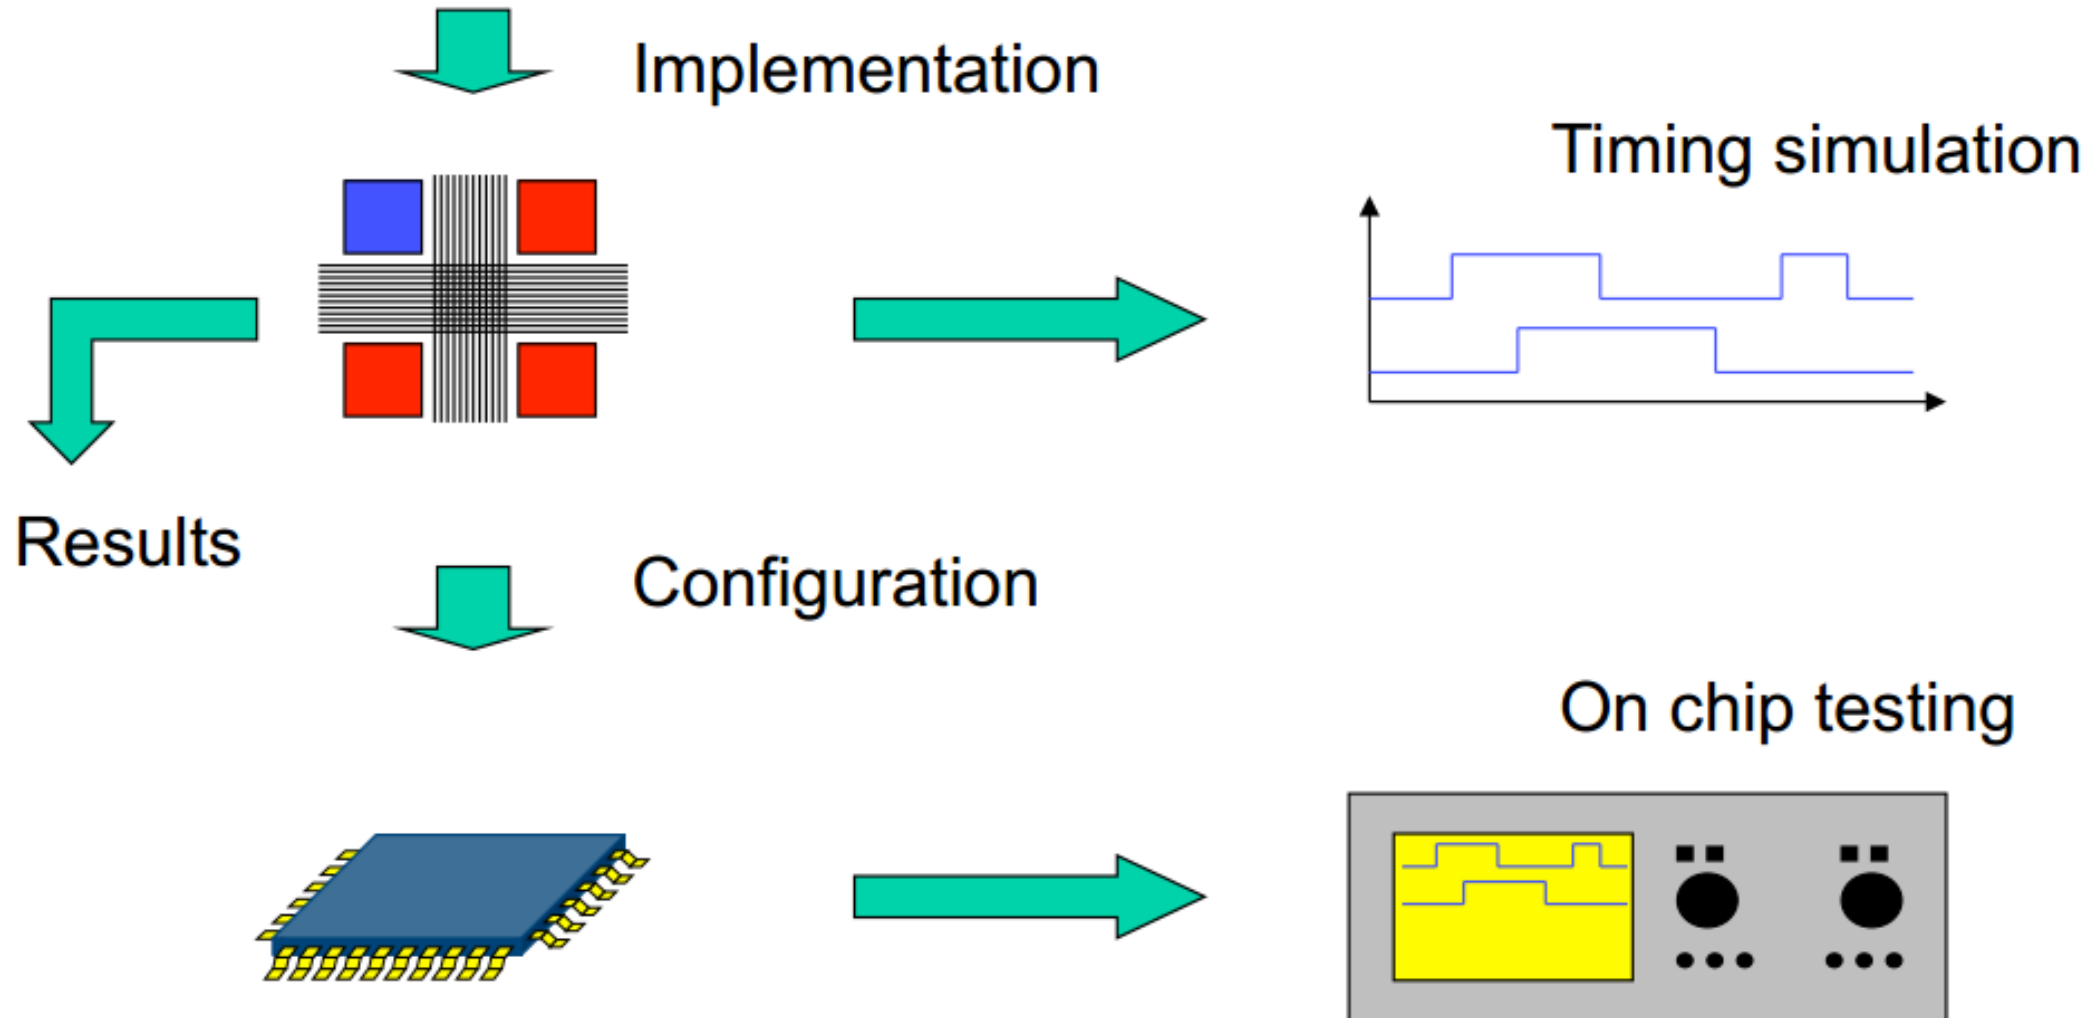 Implementation
Timing simulation
Results
Configuration
On chip testing